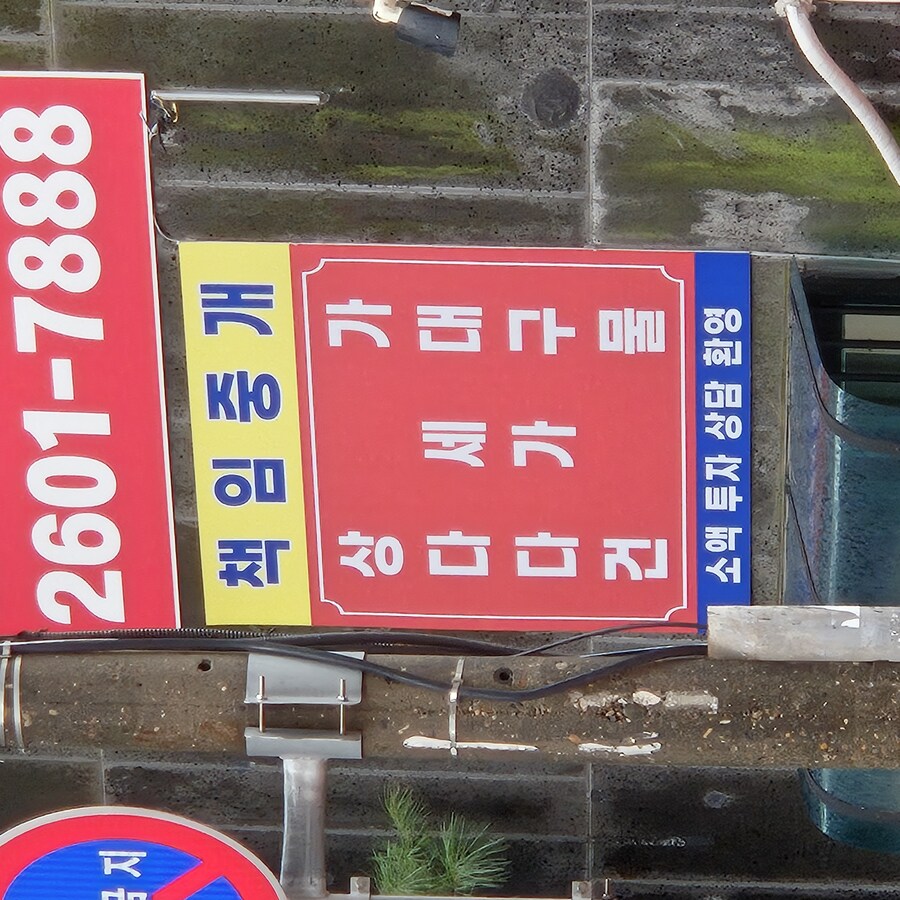 2601-7888
책임중개
상 가
다세대
다가구
건 물
소액 투자 상담 환영
지